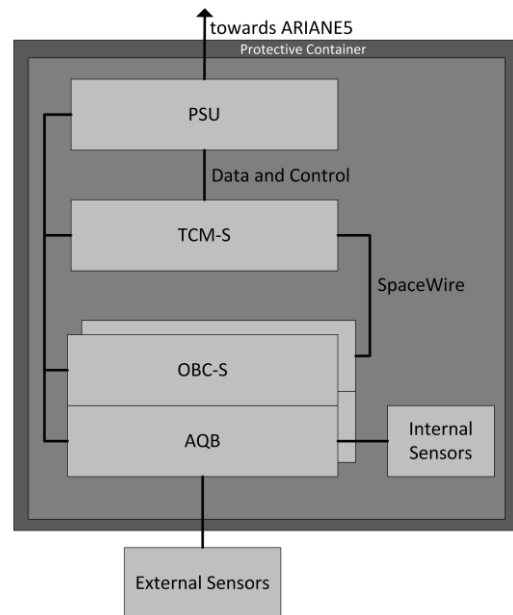 towards ARIANE5
Protective Container
PSU
Data and Control
TCM-S
SpaceWire
OBC-S
AQB
Internal
Sensors
External Sensors